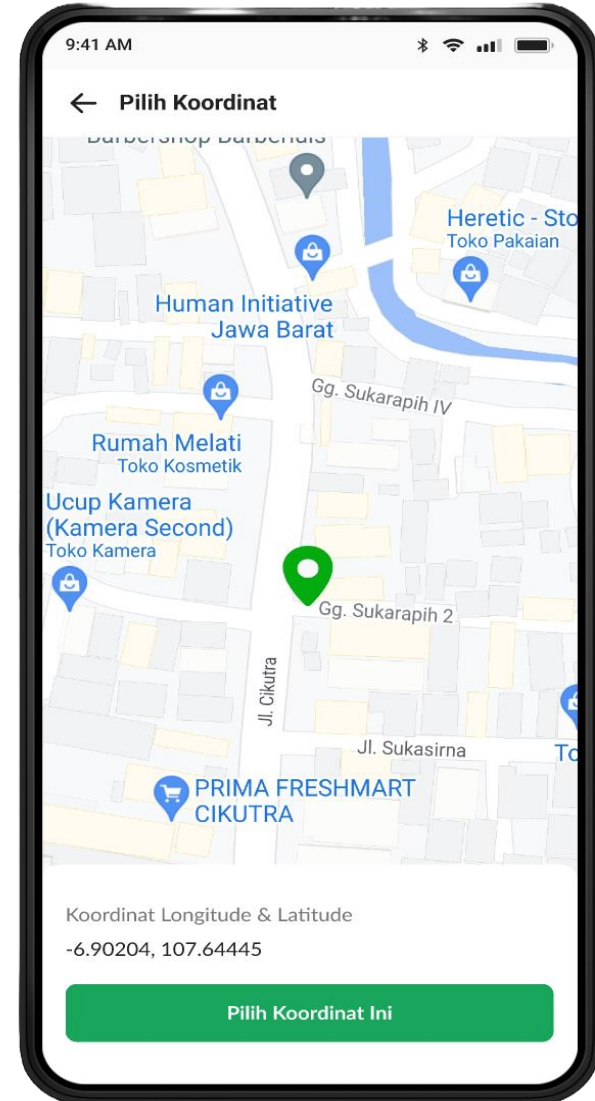 9:41 AM
Pilih Koordinat
Barbershop Barbehuis
Heretic - Sto
Toko Pakaian
Human Initiative
Jawa Barat
Gg. Sukarapih IV
Rumah Melati
Toko Kosmetik
Ucup Kamera
(Kamera Second)
Toko Kamera
Gg. Sukarapih 2
Jl. Cikutra
Jl. Sukasirna
To
PRIMA FRESHMART
CIKUTRA
Koordinat Longitude & Latitude
-6.90204, 107.64445
Pilih Koordinat Ini